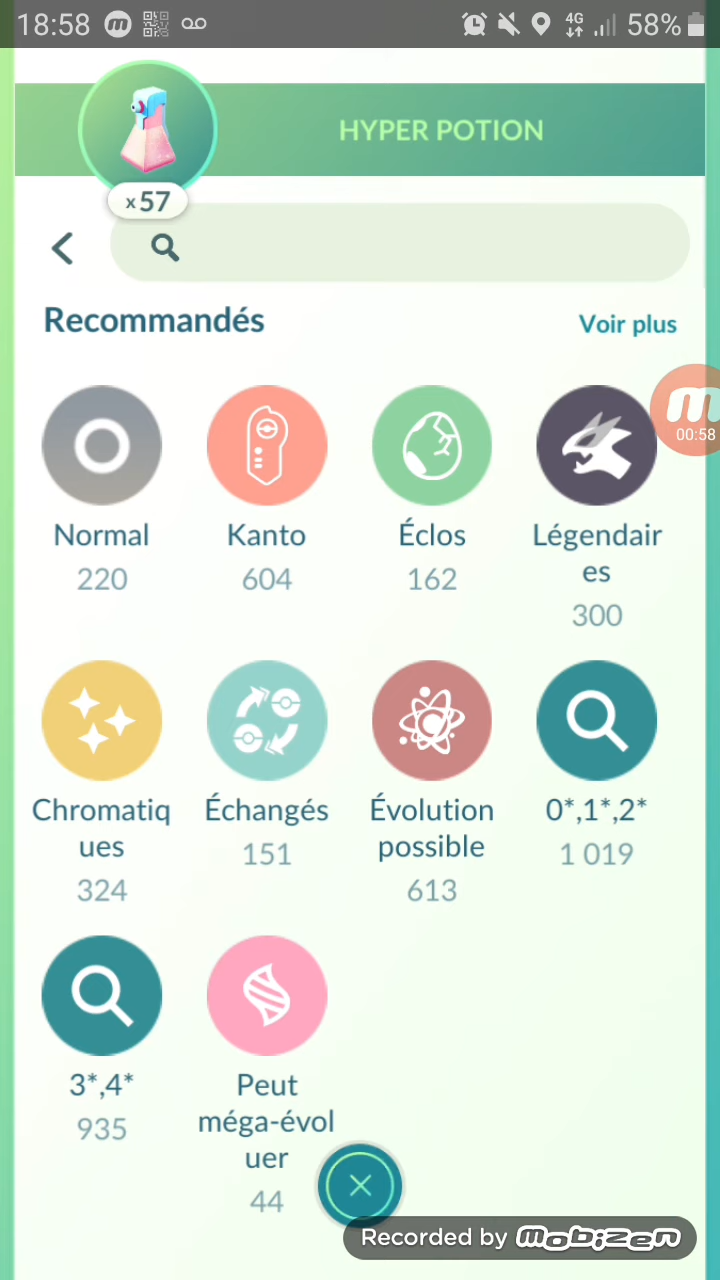 18:58 4G 58%
HYPER POTION
x57
Recommandés Voir plus
00:58
Normal Kanto Éclos Légendair
es
220 604 162 300
Chromatiq Échangés Évolution 0*,1*,2*
ues possible
324 151 613 1 019
3*,4* Peut
méga-évol
uer
935 44
Recorded by mobizen